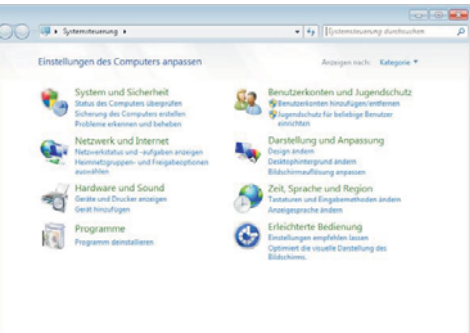 Systemsteuerung
Systemsteuerung durchsuchen
Einstellungen des Computers anpassen
Anzeigen nach: Kategorie
System und Sicherheit
Status des Computers überprüfen
Sicherung des Computers erstellen
Probleme erkennen und beheben
Netzwerk und Internet
Netzwerkstatus und -aufgaben anzeigen
Heimnetzgruppen- und Freigabeoptionen
auswählen
Hardware und Sound
Geräte und Drucker anzeigen
Gerät hinzufügen
Programme
Programm deinstallieren
Benutzerkonten und Jugendschutz
Benutzerkonten hinzufügen/entfernen
Jugendschutz für beliebige Benutzer
einrichten
Darstellung und Anpassung
Design ändern
Desktophintergrund ändern
Bildschirmauflösung anpassen
Zeit, Sprache und Region
Tastaturen und Eingabemethoden ändern
Anzeigesprache ändern
Erleichterte Bedienung
Einstellungen empfehlen lassen
Optimiert die visuelle Darstellung des
Bildschirms.